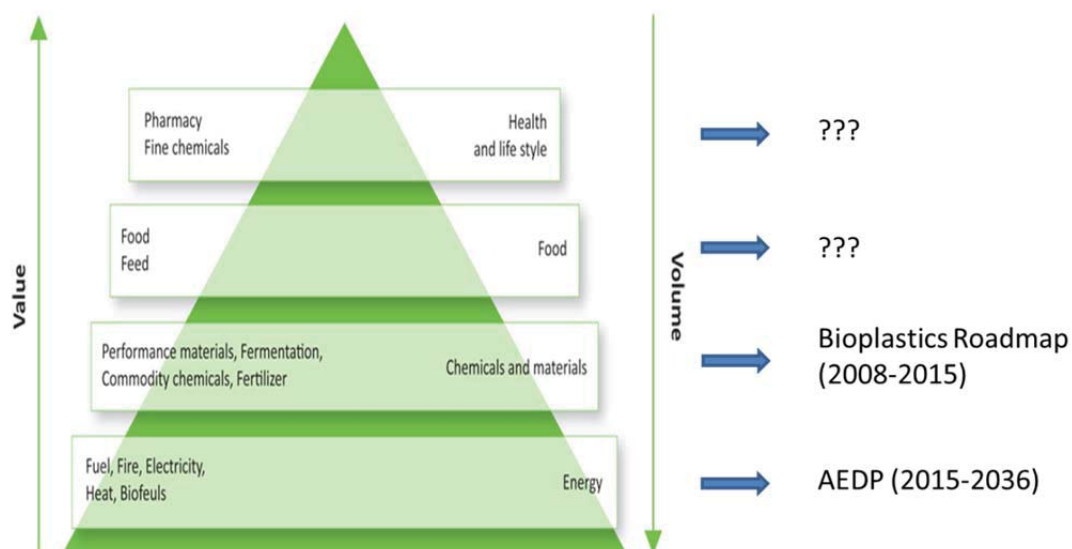 Value
Pharmacy
Fine chemicals
Health
and life style
???
Food
Feed
Food
???
Volume
Performance materials, Fermentation,
Commodity chemicals, Fertilizer
Chemicals and materials
Bioplastics Roadmap
(2008-2015)
Fuel, Fire, Electricity,
Heat, Biofeuls
Energy
AEDP (2015-2036)